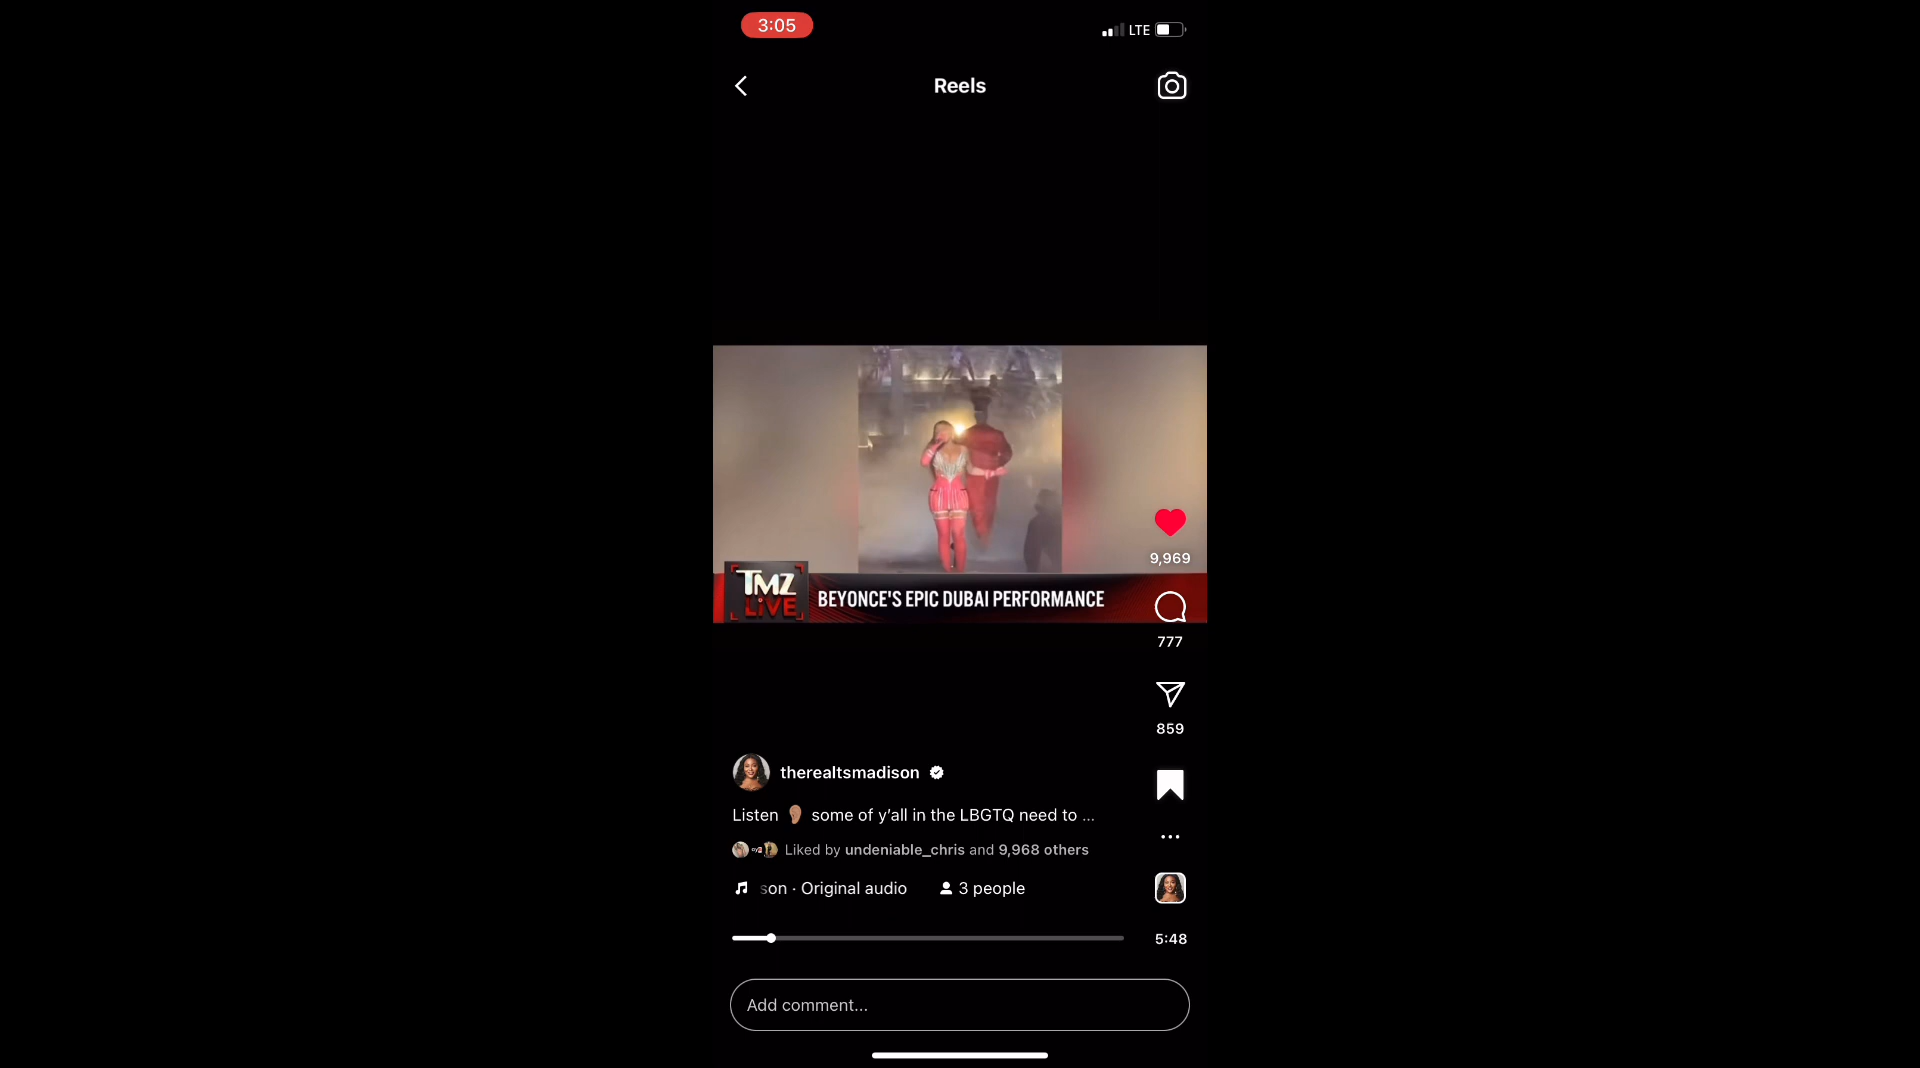 3:05
LTE
Reels
9,969
TMZ
LIVE
BEYONCE'S EPIC DUBAI PERFORMANCE
777
859
therealtsmadison
Listen 👂🏽 some of y’all in the LBGTQ need to ...
Liked by undeniable_chris and 9,968 others
son · Original audio
3 people
5:48
Add comment...